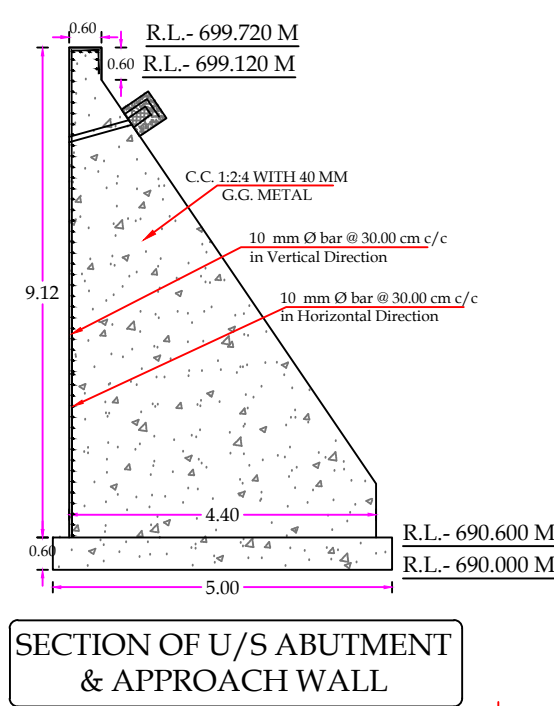 0.60
R.L.- 699.720 M
0.60
R.L.- 699.120 M
C.C. 1:2:4 WITH 40 MM
G.G. METAL
10 mm Ø bar @ 30.00 cm c/c
in Vertical Direction
9.12
10 mm Ø bar @ 30.00 cm c/c
in Horizontal Direction
4.40
R.L.- 690.600 M
0.60
R.L.- 690.000 M
5.00
SECTION OF U/S ABUTMENT
& APPROACH WALL